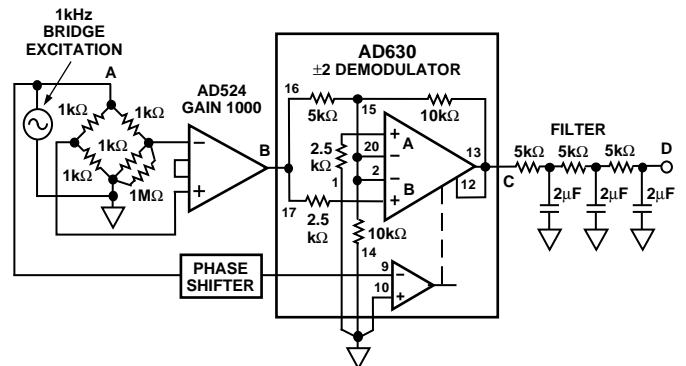 1kHz
BRIDGE
EXCITATION
A
1kΩ
1kΩ
1kΩ
1kΩ
1MΩ
AD524
GAIN 1000
B
AD630
±2 DEMODULATOR
16
5kΩ
15
10kΩ
2.5
kΩ
1
20
2
+
A
−
−
+
B
13
12
17
2.5
kΩ
10kΩ
14
PHASE
SHIFTER
9
10
−
+
−
+
C
FILTER
5kΩ
5kΩ
5kΩ
D
2μF
2μF
2μF